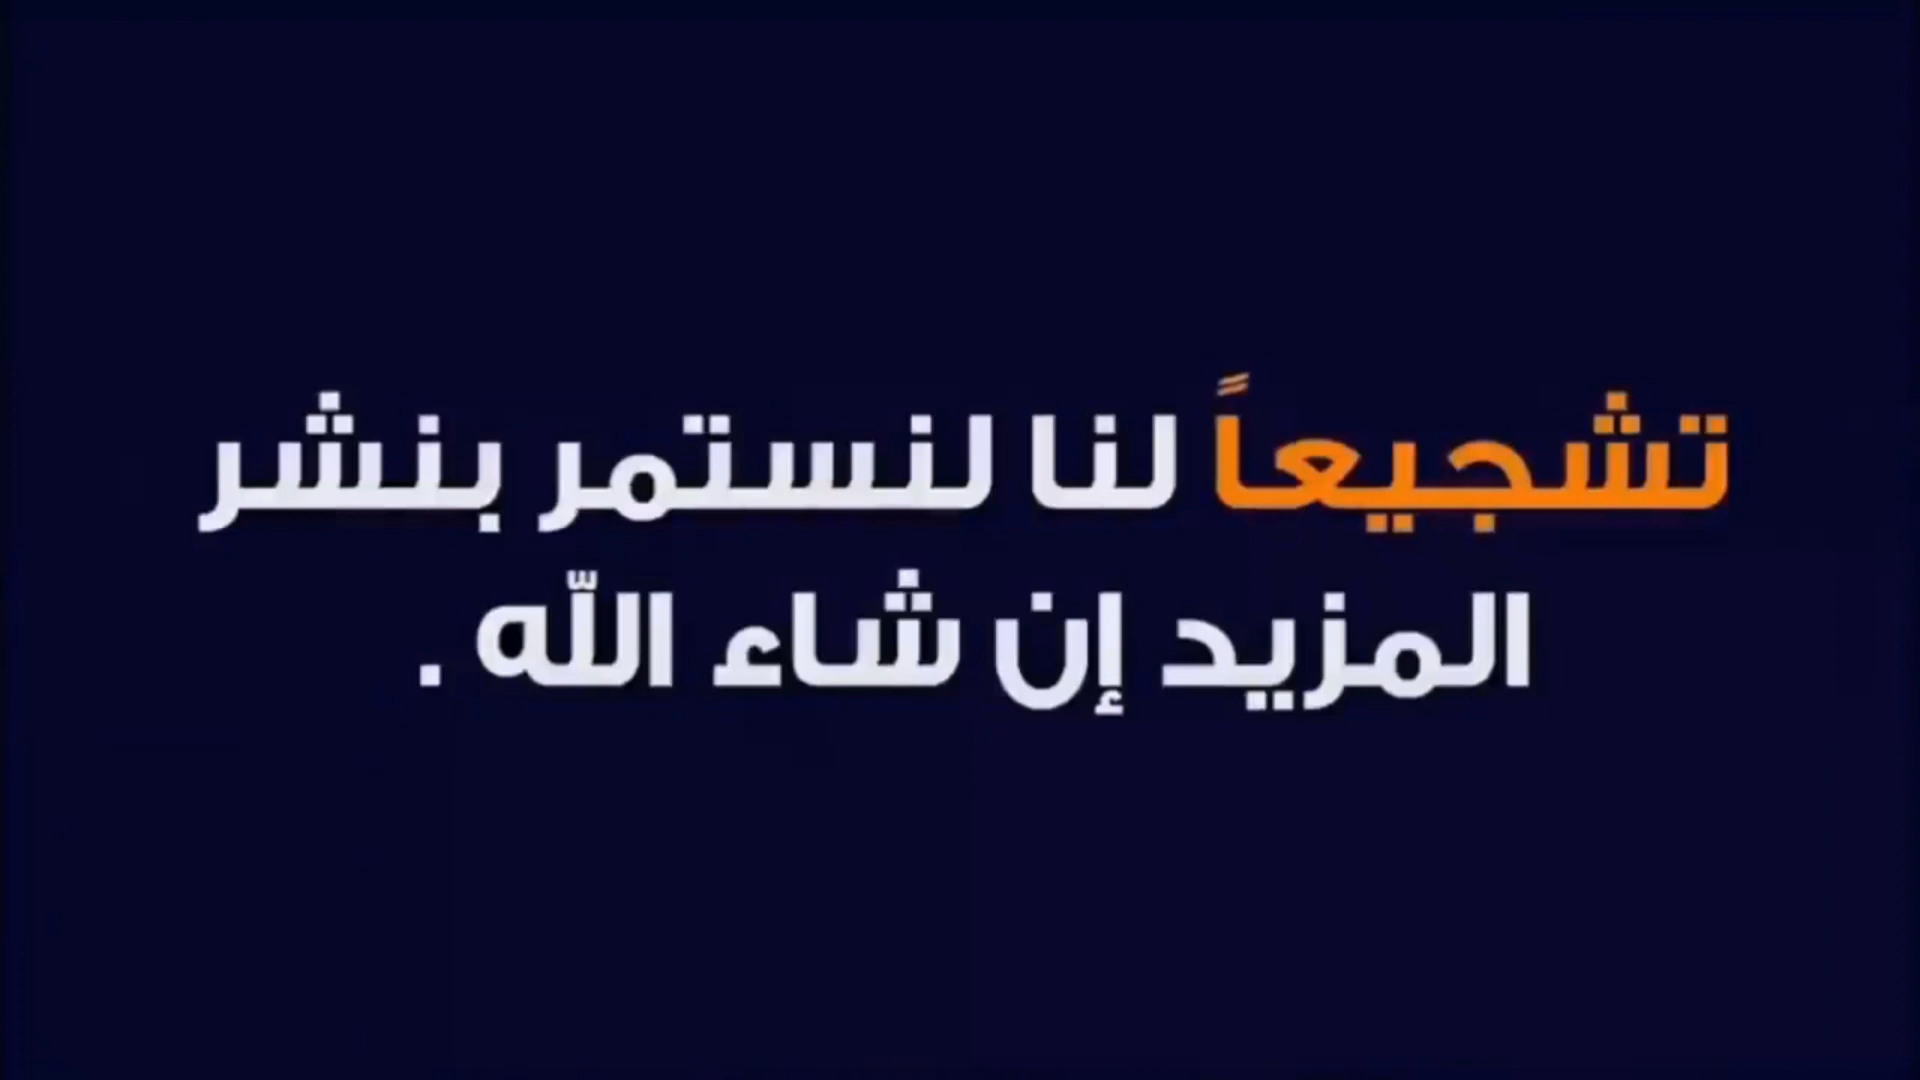 تشجيعاً لنا لنستمر بنشر
المزيد إن شاء اللّه .